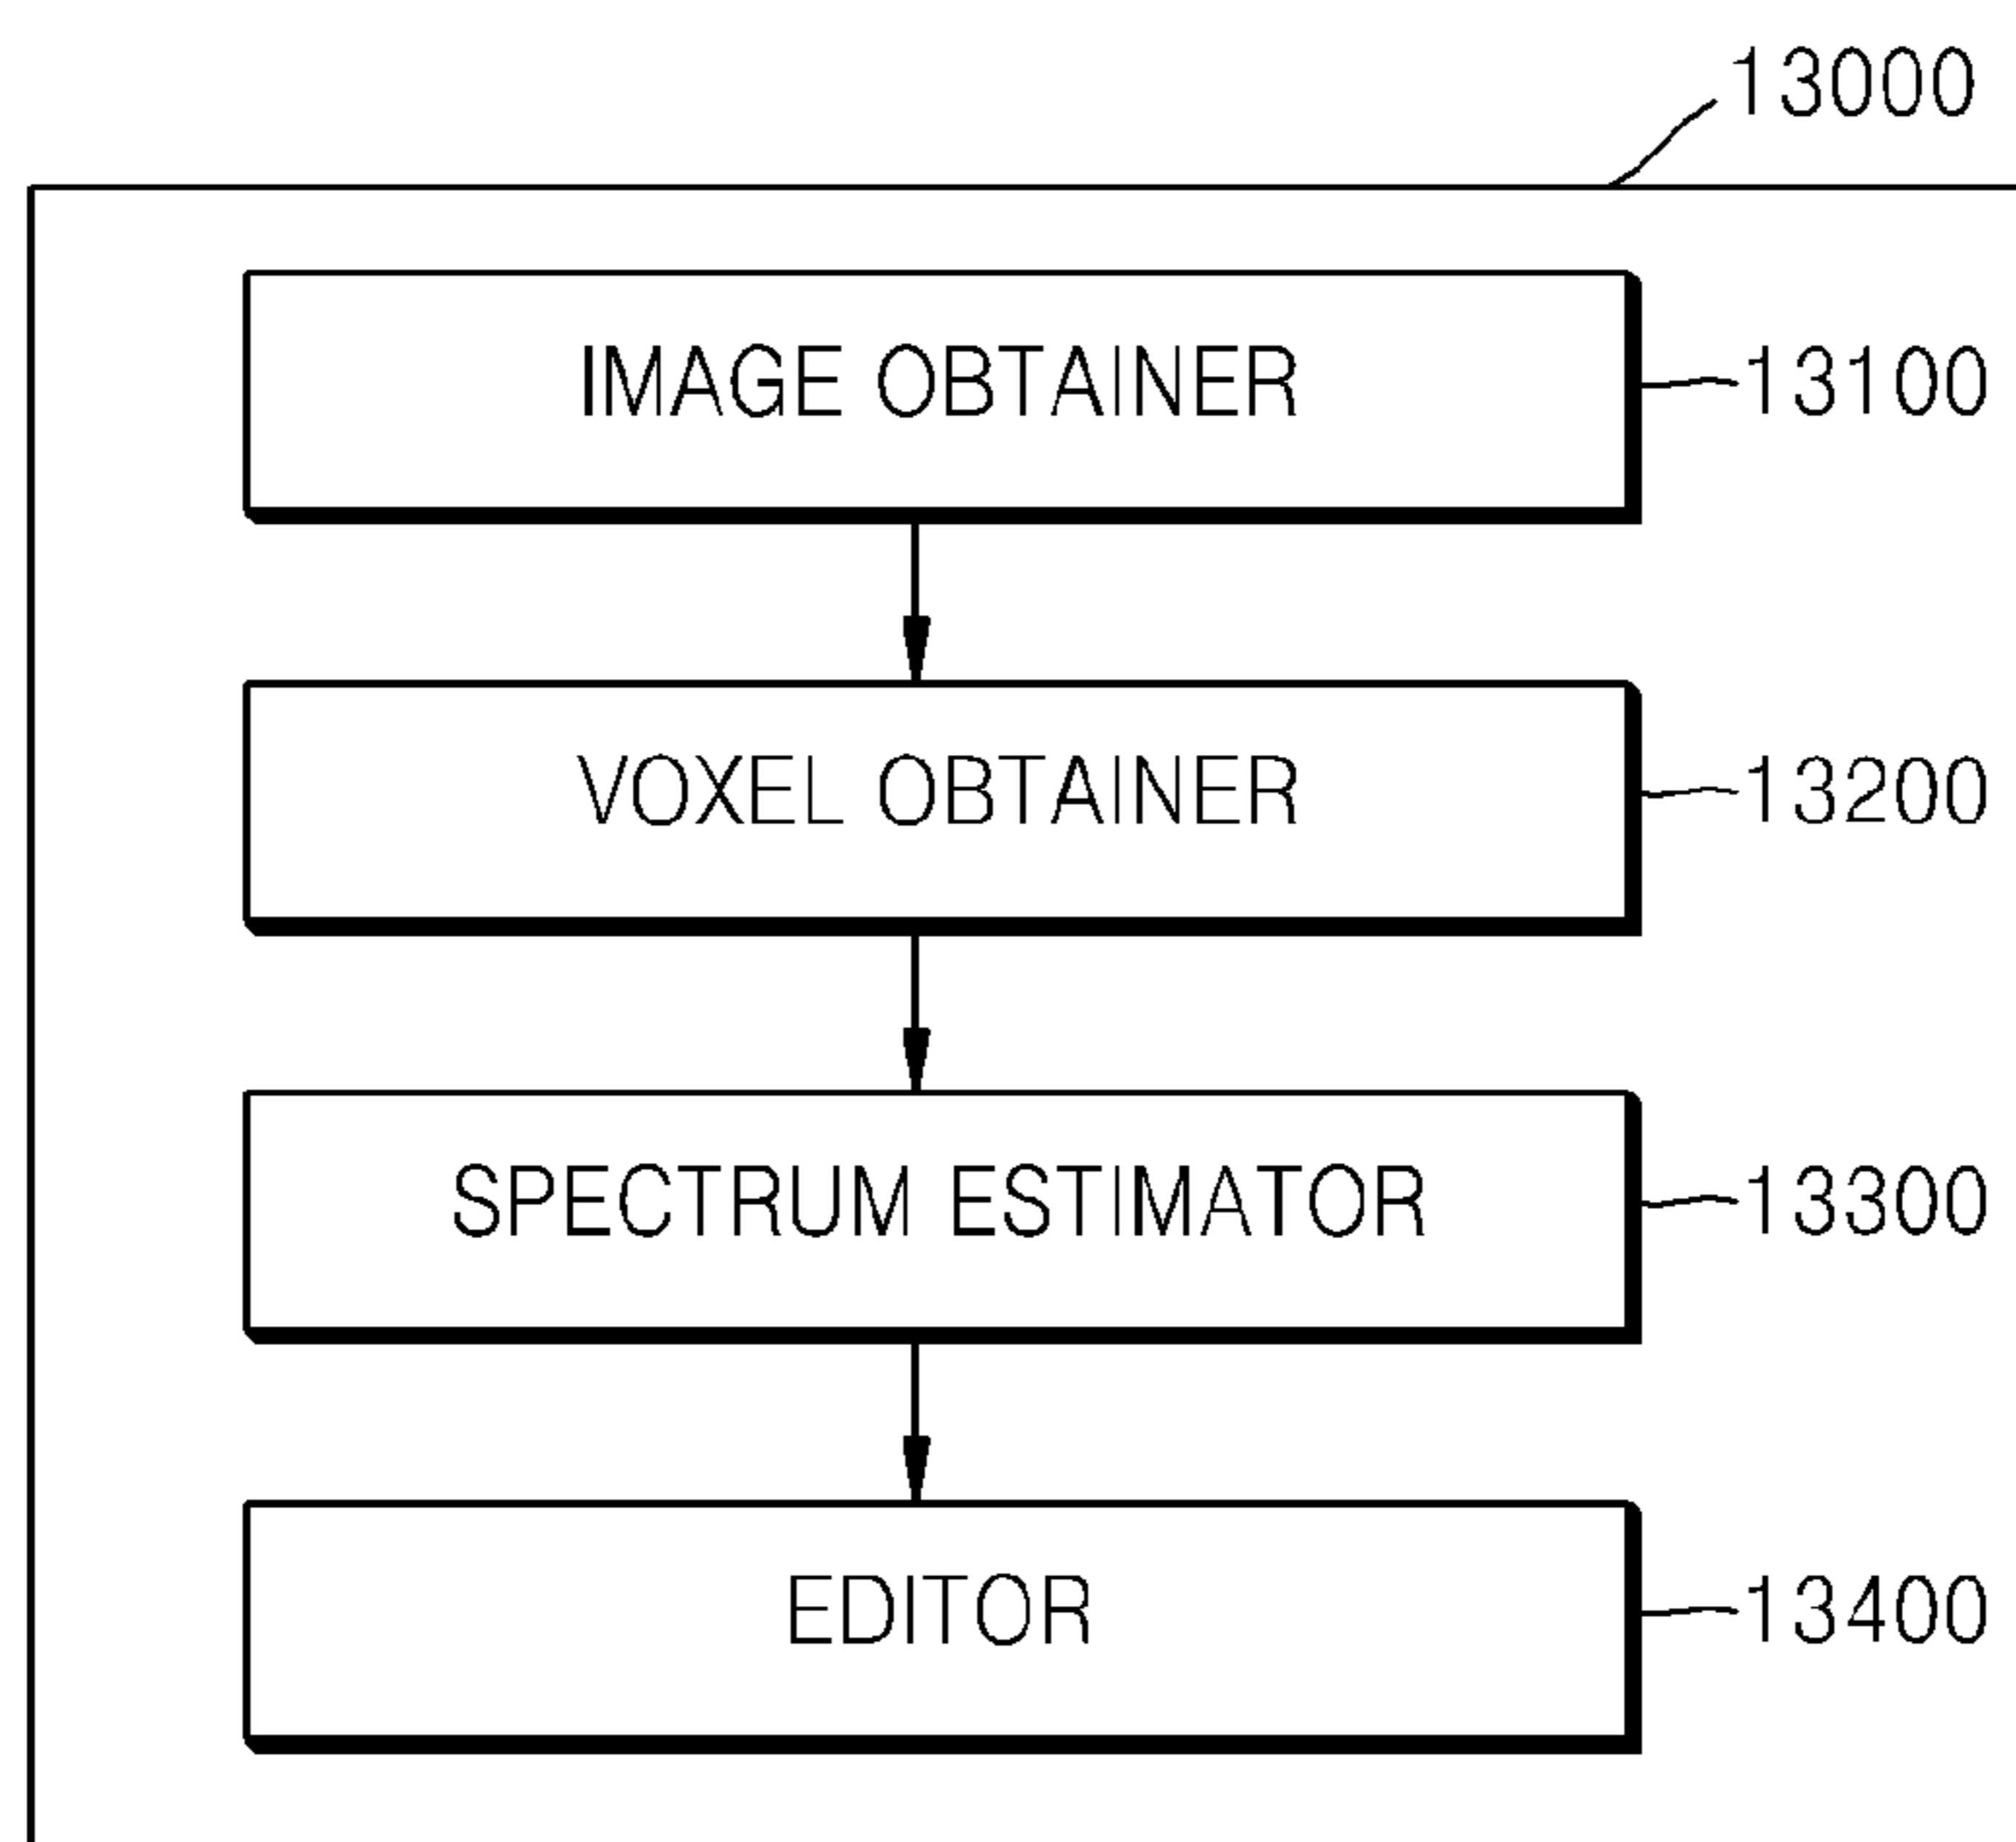 13000
IMAGE OBTAINER
13100
VOXEL OBTAINER
13200
SPECTRUM ESTIMATOR
13300
EDITOR
13400